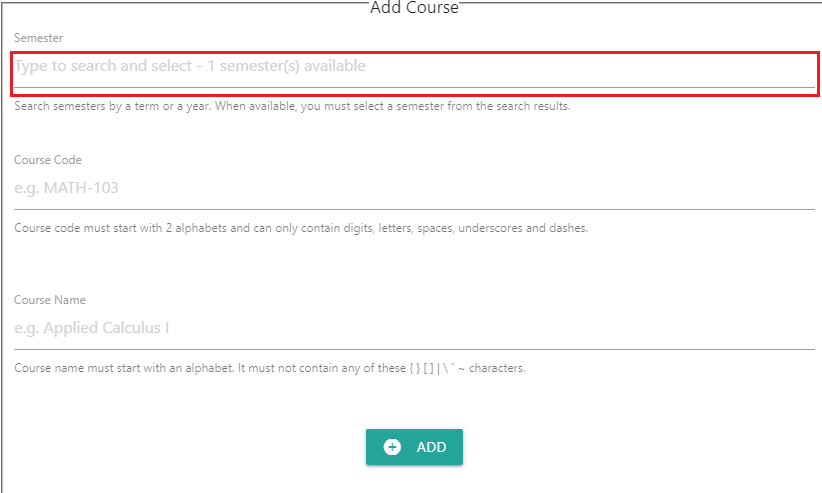 Add Course
Semester
Type to search and select - 1 semester(s) available
Search semesters by a term or a year. When available, you must select a semester from the search results.
Course Code
e.g. MATH-103
Course code must start with 2 alphabets and can only contain digits, letters, spaces, underscores and dashes.
Course Name
e.g. Applied Calculus I
Course name must start with an alphabet. It must not contain any of these { } [ ] | \ ` ~ characters.
ADD